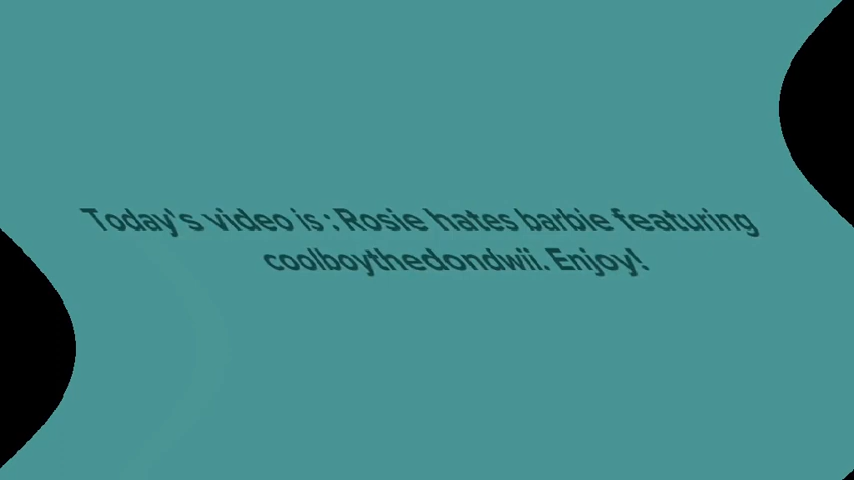 Today's video is : Rosie hates barbie featuring
coolboythedondwii. Enjoy!